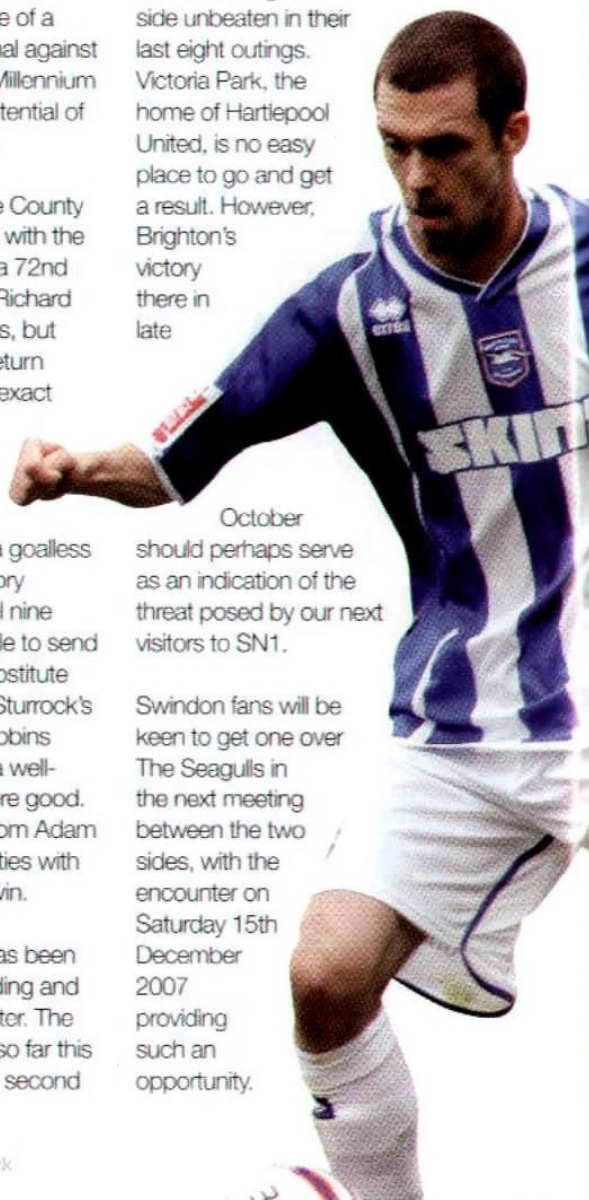 e of a
al against
Millennium
tential of
e County
with the
a 72nd
Richard
s, but
eturn
exact
a goalless
ory
l nine
le to send
ostitute
Sturrock's
obins
a well-
re good.
om Adam
ties with
win.
as been
ding and
ter. The
so far this
second
side unbeaten in their
last eight outings.
Victoria Park, the
home of Hartlepool
United, is no easy
place to go and get
a result. However,
Brighton's
victory
there in
late
October
should perhaps serve
as an indication of the
threat posed by our next
visitors to SN1.
Swindon fans will be
keen to get one over
The Seagulls in
the next meeting
between the two
sides, with the
encounter on
Saturday 15th
December
2007
providing
such an
opportunity.
errea
SKIN